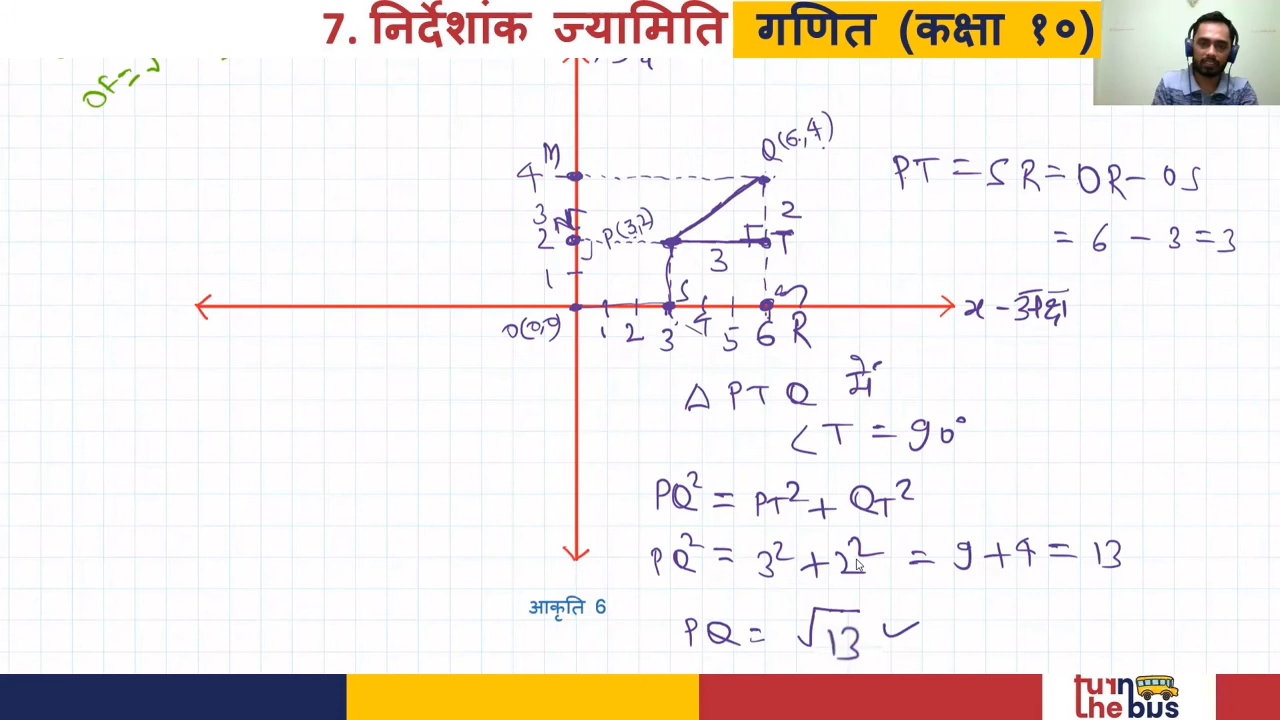 7. निर्देशांक ज्यामिति गणित (कक्षा १०)
OF=
M
Q(6,4)
4
PT = SR = OR - OS
3 N
2
P(3,2)
2
T
= 6 - 3 = 3
3
1
S
x - अक्ष
O(0,0)
1 2 3 4 5 6 R
Δ PTQ में
∠T = 90°
PQ² = PT² + QT²
PQ² = 3² + 2² = 9 + 4 = 13
आकृति 6
PQ = √13 ✓
turn
the bus